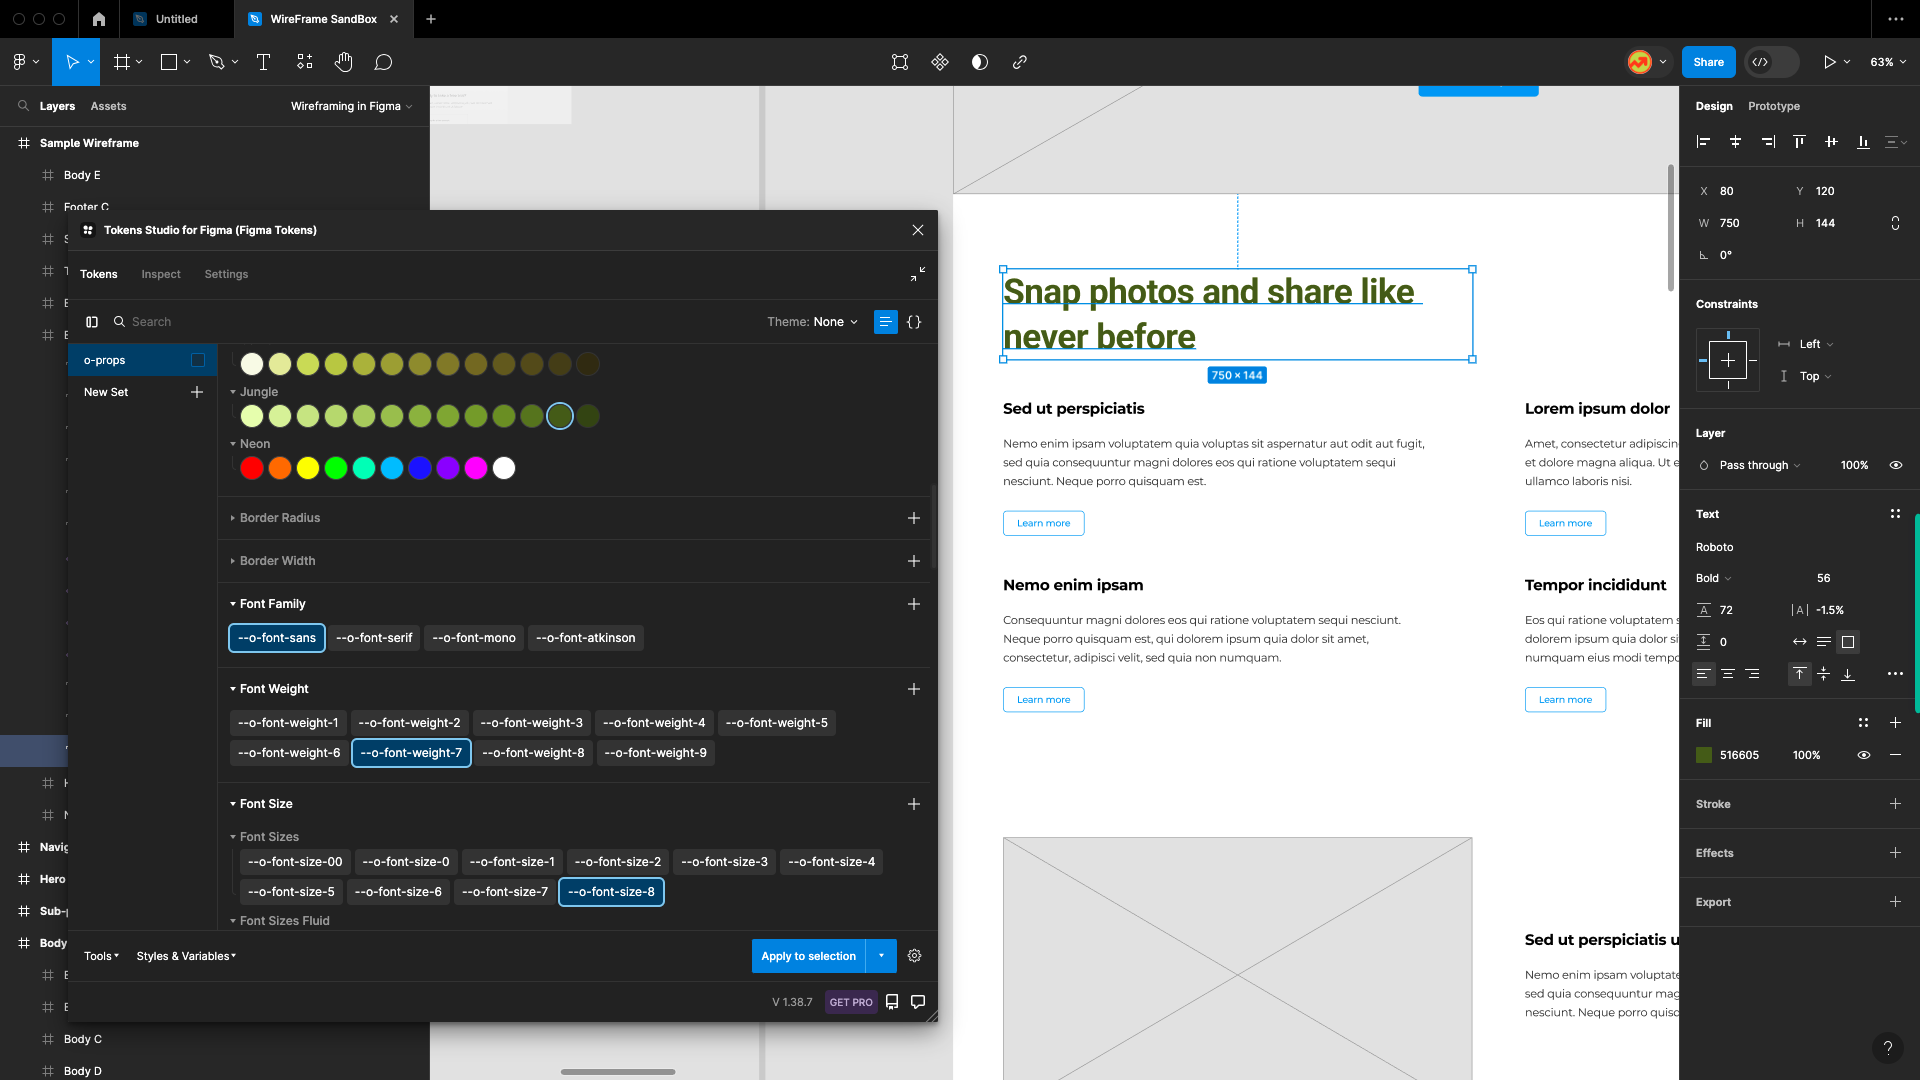 Untitled
WireFrame SandBox
Share
63%
Layers
Assets
Wireframing in Figma
Sample Wireframe
Body E
Footer C
Tokens Studio for Figma (Figma Tokens)
Tokens
Inspect
Settings
Search
Theme: None
o-props
New Set
Jungle
Neon
Border Radius
Border Width
Font Family
--o-font-sans
--o-font-serif
--o-font-mono
--o-font-atkinson
Font Weight
--o-font-weight-1
--o-font-weight-2
--o-font-weight-3
--o-font-weight-4
--o-font-weight-5
--o-font-weight-6
--o-font-weight-7
--o-font-weight-8
--o-font-weight-9
Font Size
Font Sizes
--o-font-size-00
--o-font-size-0
--o-font-size-1
--o-font-size-2
--o-font-size-3
--o-font-size-4
--o-font-size-5
--o-font-size-6
--o-font-size-7
--o-font-size-8
Font Sizes Fluid
Tools
Styles & Variables
Apply to selection
V 1.38.7
GET PRO
Navig
Hero
Sub-p
Body
Body C
Body D
Snap photos and share like
never before
750 × 144
Sed ut perspiciatis
Nemo enim ipsam voluptatem quia voluptas sit aspernatur aut odit aut fugit,
sed quia consequuntur magni dolores eos qui ratione voluptatem sequi
nesciunt. Neque porro quisquam est.
Learn more
Nemo enim ipsam
Consequuntur magni dolores eos qui ratione voluptatem sequi nesciunt.
Neque porro quisquam est, qui dolorem ipsum quia dolor sit amet,
consectetur, adipisci velit, sed quia non numquam.
Learn more
Lorem ipsum dolor
Amet, consectetur adipiscin
et dolore magna aliqua. Ut e
ullamco laboris nisi.
Learn more
Tempor incididunt
Eos qui ratione voluptatem s
dolorem ipsum quia dolor si
numquam eius modi tempo
Learn more
Sed ut perspiciatis u
Nemo enim ipsam voluptate
sed quia consequuntur mag
nesciunt. Neque porro quisq
Design
Prototype
X 80
Y 120
W 750
H 144
0°
Constraints
Left
Top
Layer
Pass through
100%
Text
Roboto
Bold
56
72
-1.5%
0
Fill
516605
100%
Stroke
Effects
Export
?